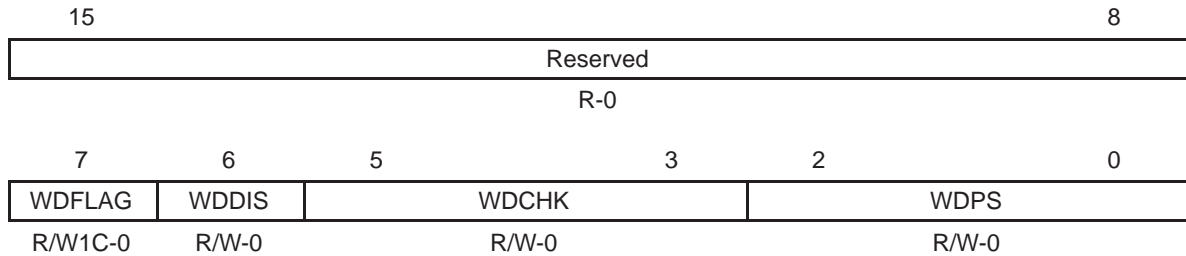 15 8
Reserved
R-0
7 6 5 3 2 0
WDFLAG WDDIS WDCHK WDPS
R/W1C-0 R/W-0 R/W-0 R/W-0